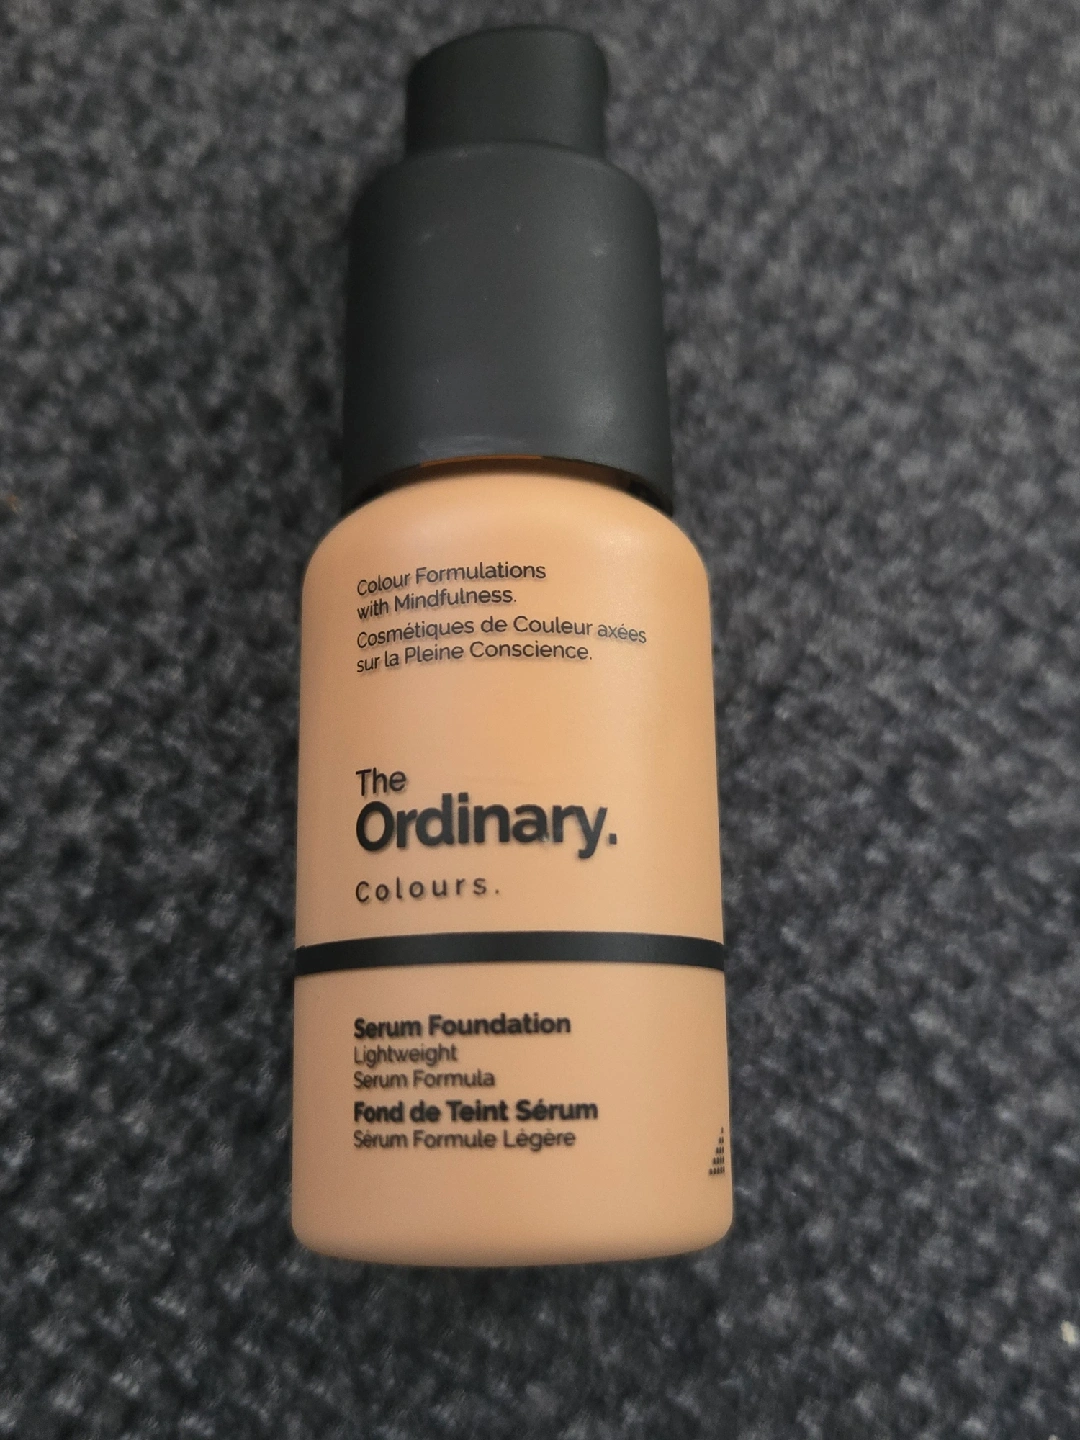 Colour Formulations
with Mindfulness.
Cosmétiques de Couleur axées
sur la Pleine Conscience.
The
Ordinary.
Colours.
Serum Foundation
Lightweight
Serum Formula
Fond de Teint Sérum
Sérum Formule Légère